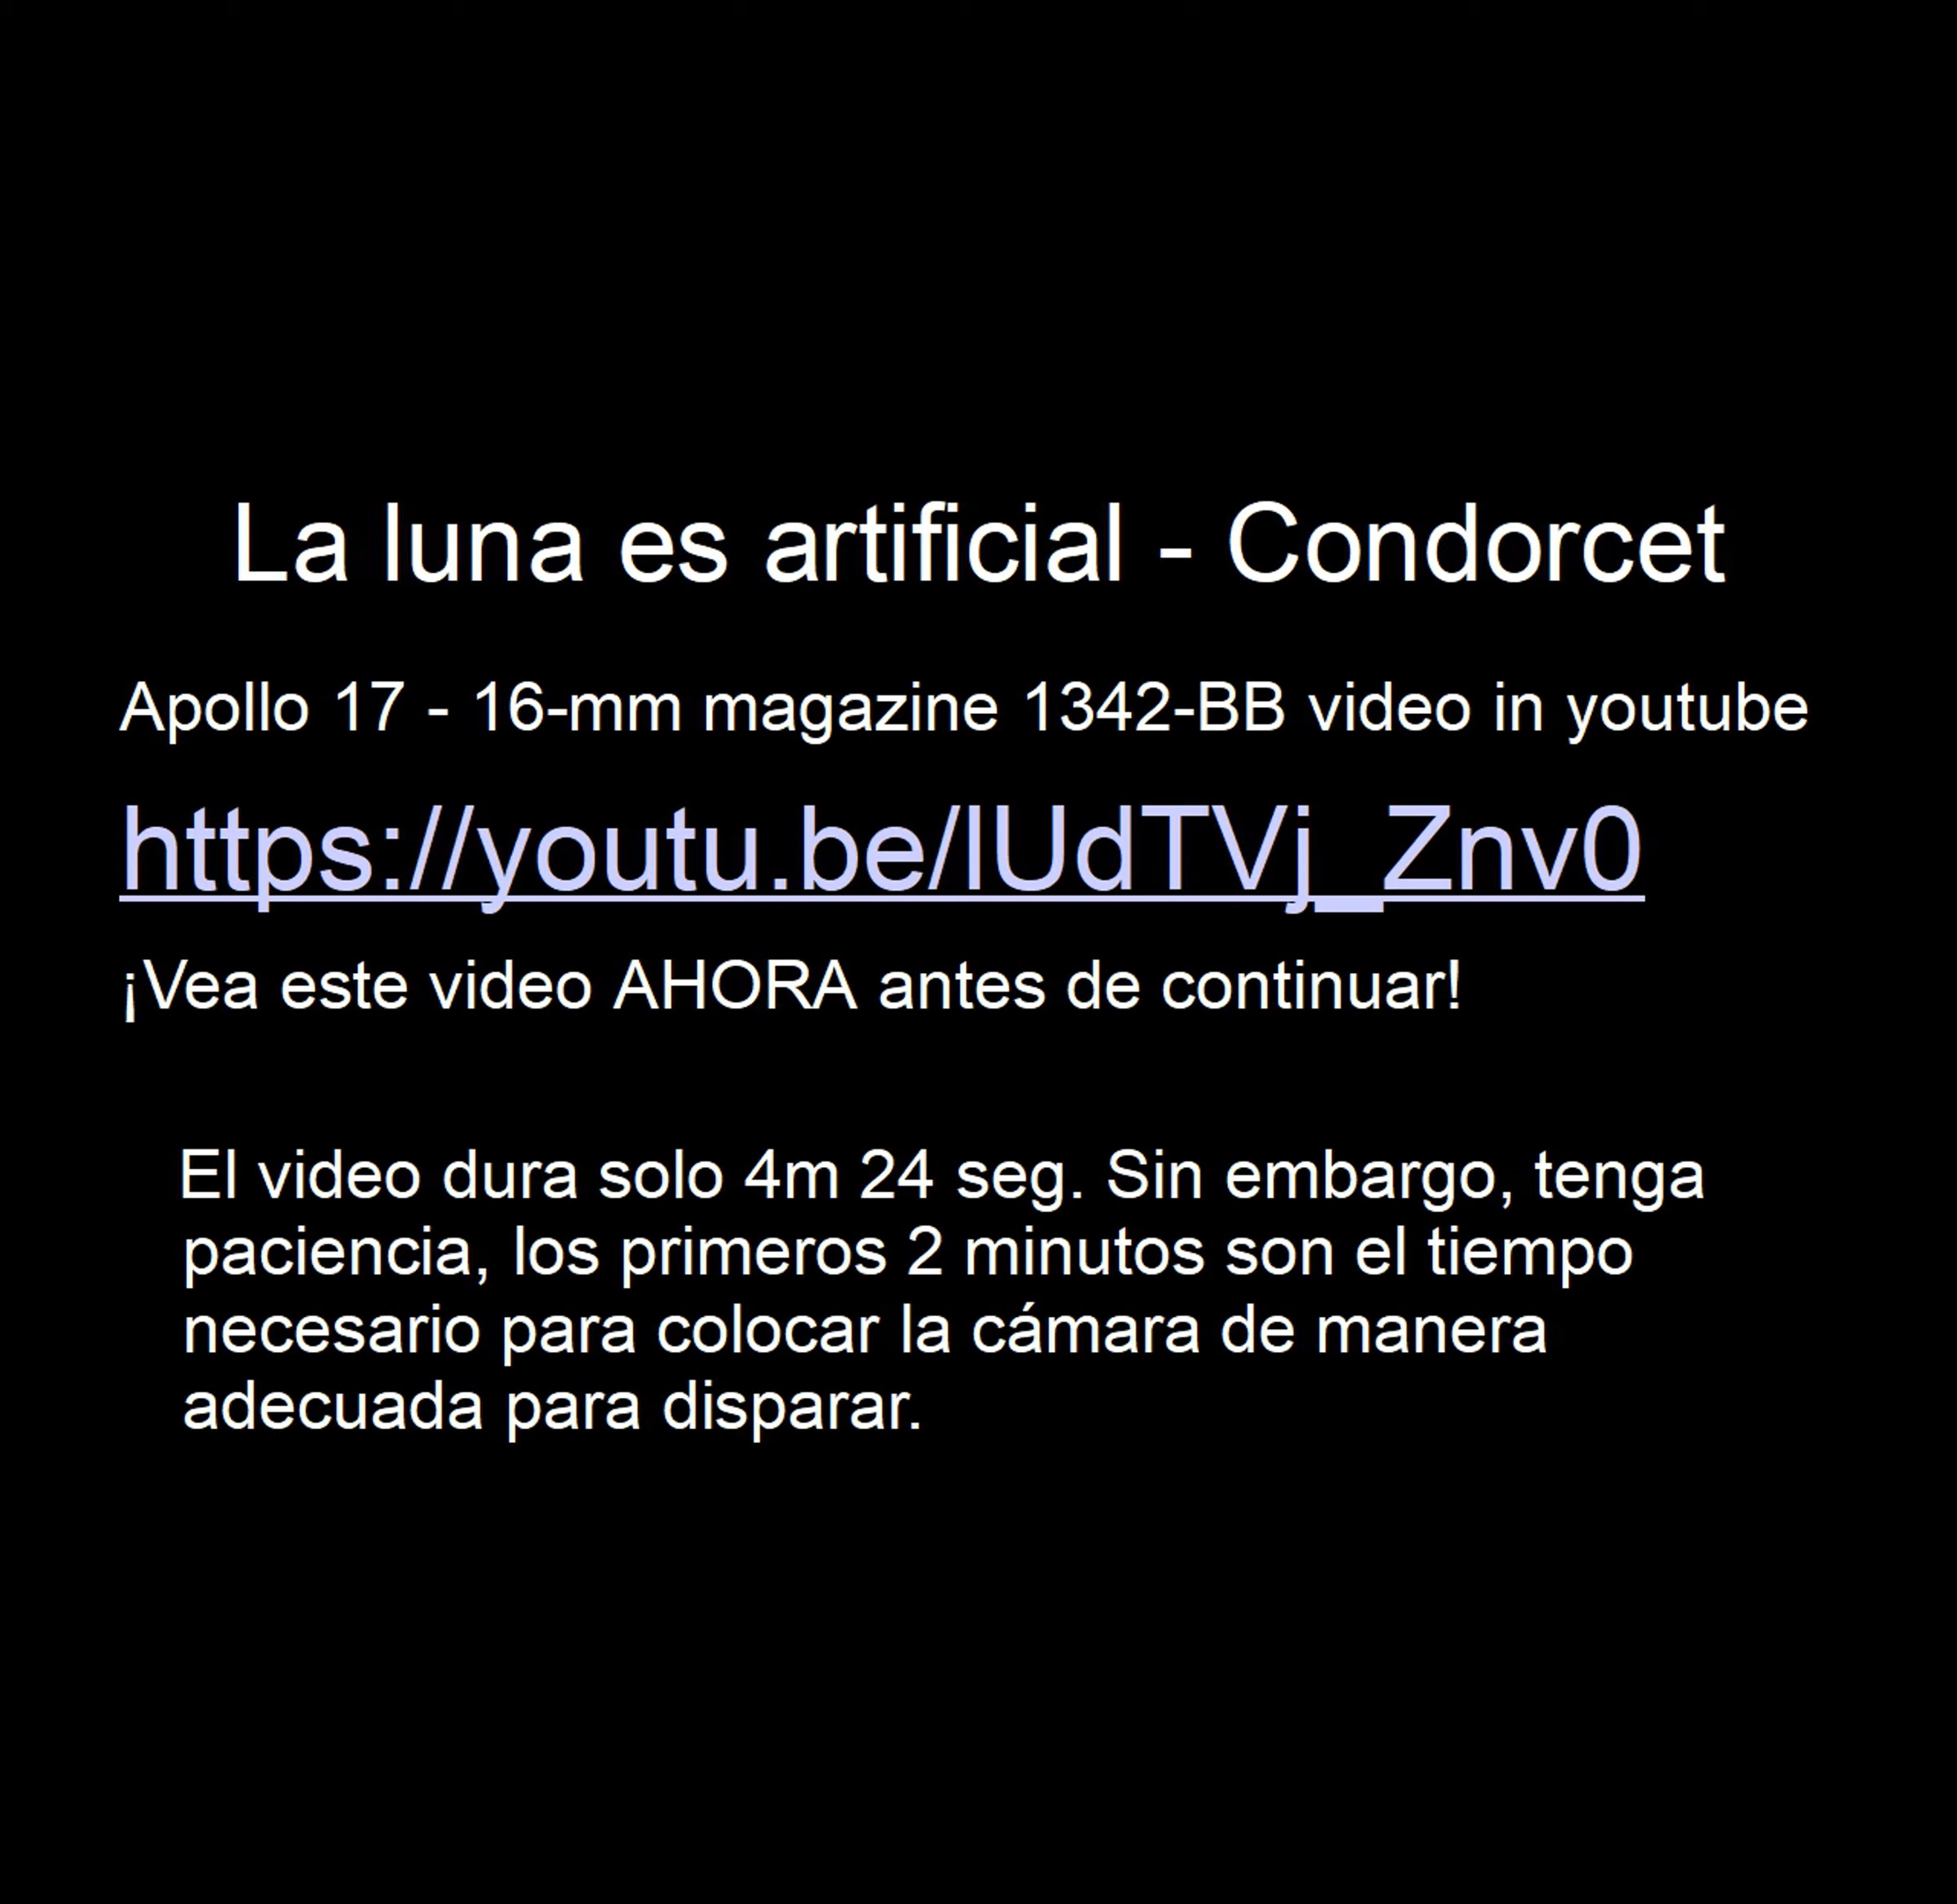 La luna es artificial - Condorcet
Apollo 17 - 16-mm magazine 1342-BB video in youtube
https://youtu.be/lUdTVj_Znv0
¡Vea este video AHORA antes de continuar!
El video dura solo 4m 24 seg. Sin embargo, tenga
paciencia, los primeros 2 minutos son el tiempo
necesario para colocar la cámara de manera
adecuada para disparar.